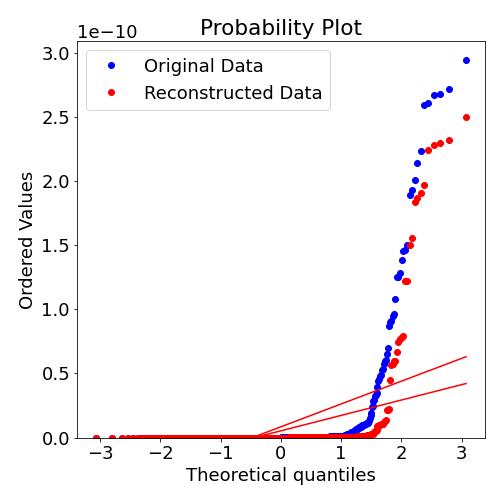 Probability Plot
1e−10
Original Data
Reconstructed Data
3.0
2.5
2.0
1.5
1.0
0.5
0.0
Ordered Values
−3 −2 −1 0 1 2 3
Theoretical quantiles